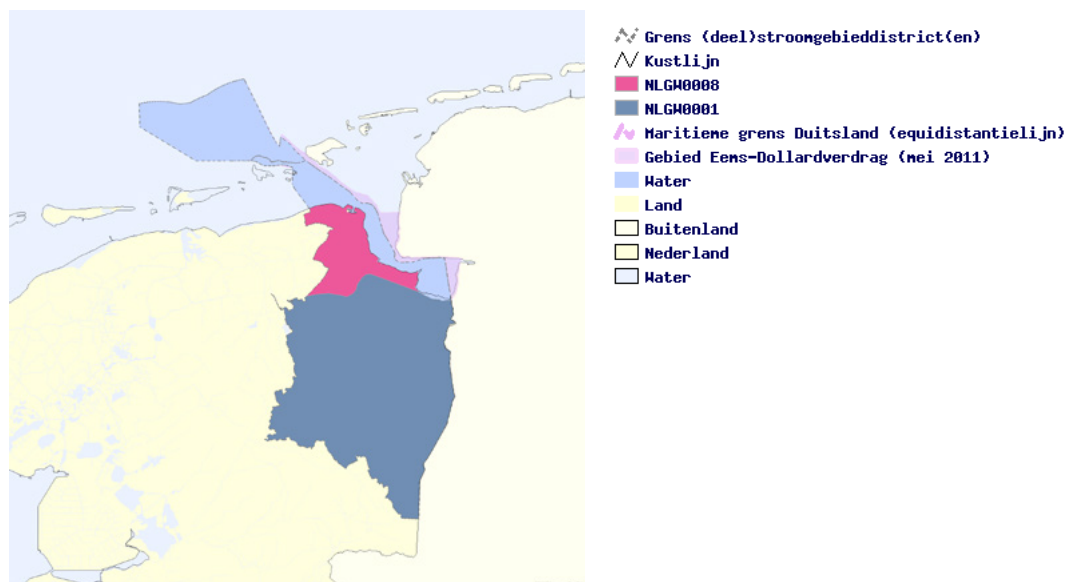 Grens (deel)stroomgebieddistrict(en)
Kustlijn
NLGW0008
NLGW0001
Maritieme grens Duitsland (equidistantielijn)
Gebied Eems-Dollardverdrag (mei 2011)
Water
Land
Buitenland
Nederland
Water